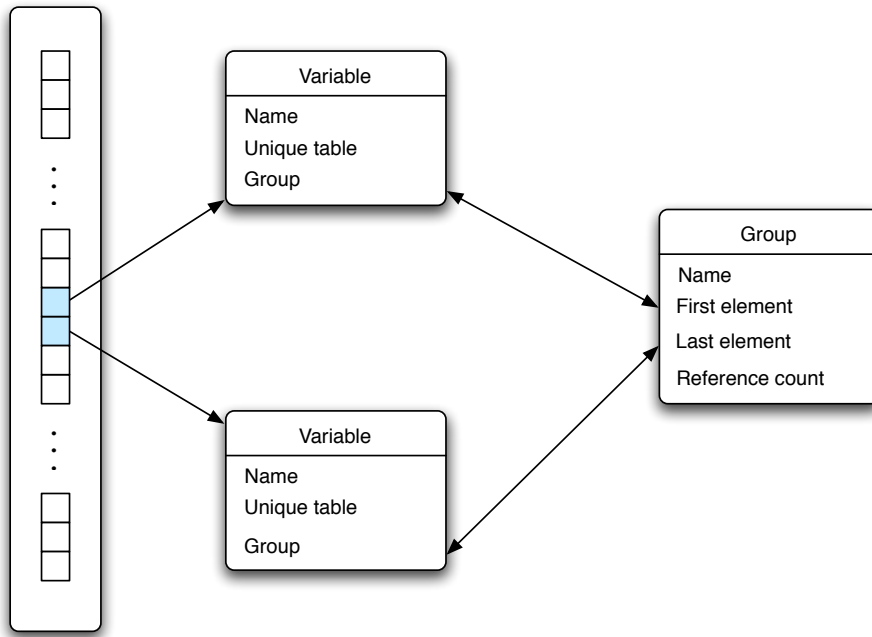 Variable
Name
Unique table
Group
Group
Name
First element
Last element
Reference count
Variable
Name
Unique table
Group